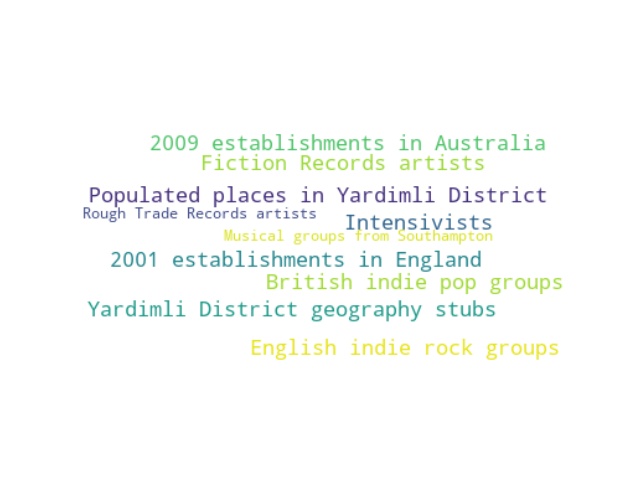 2009 establishments in Australia
Fiction Records artists
Populated places in Yardimli District
Rough Trade Records artists
Intensivists
Musical groups from Southampton
2001 establishments in England
British indie pop groups
Yardimli District geography stubs
English indie rock groups